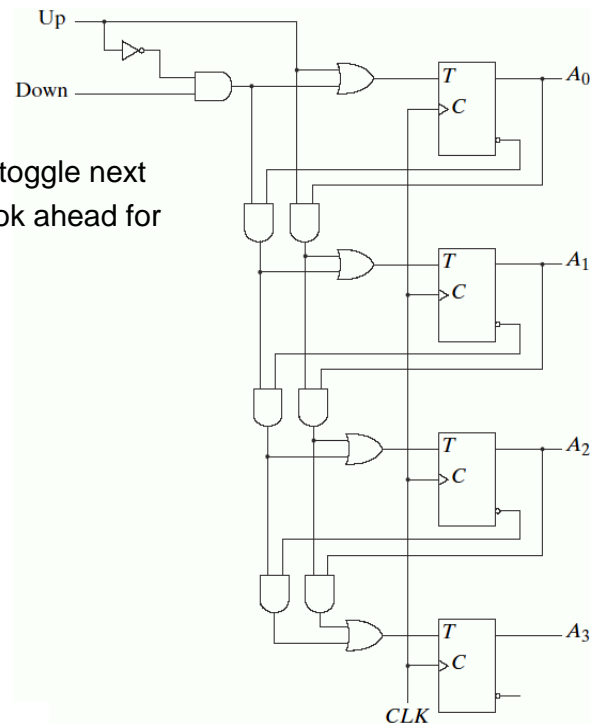 Up
Down
T
A0
C
toggle next
ok ahead for
T
A1
C
T
A2
C
T
A3
C
CLK